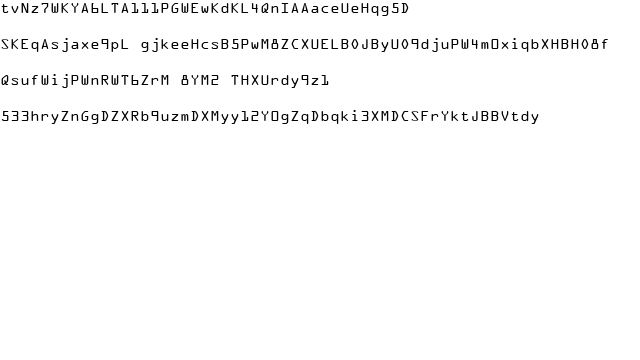 tvNz7WKYA6LTA111PGWEwKdKL4QnIAAaceUeHqg5D
SKEqAsjaxe9pL gjkeeHcsB5PwM8ZCXUELB0JByU09djuPW4mOxiqbXHBH08f
QsufWijPWnRWT6ZrM 8YM2 THXUrdy9z1
533hryZnGgDZXRb9uzmDXMyy12YOgZqDbqki3XMDCSFrYktJBBVtdy